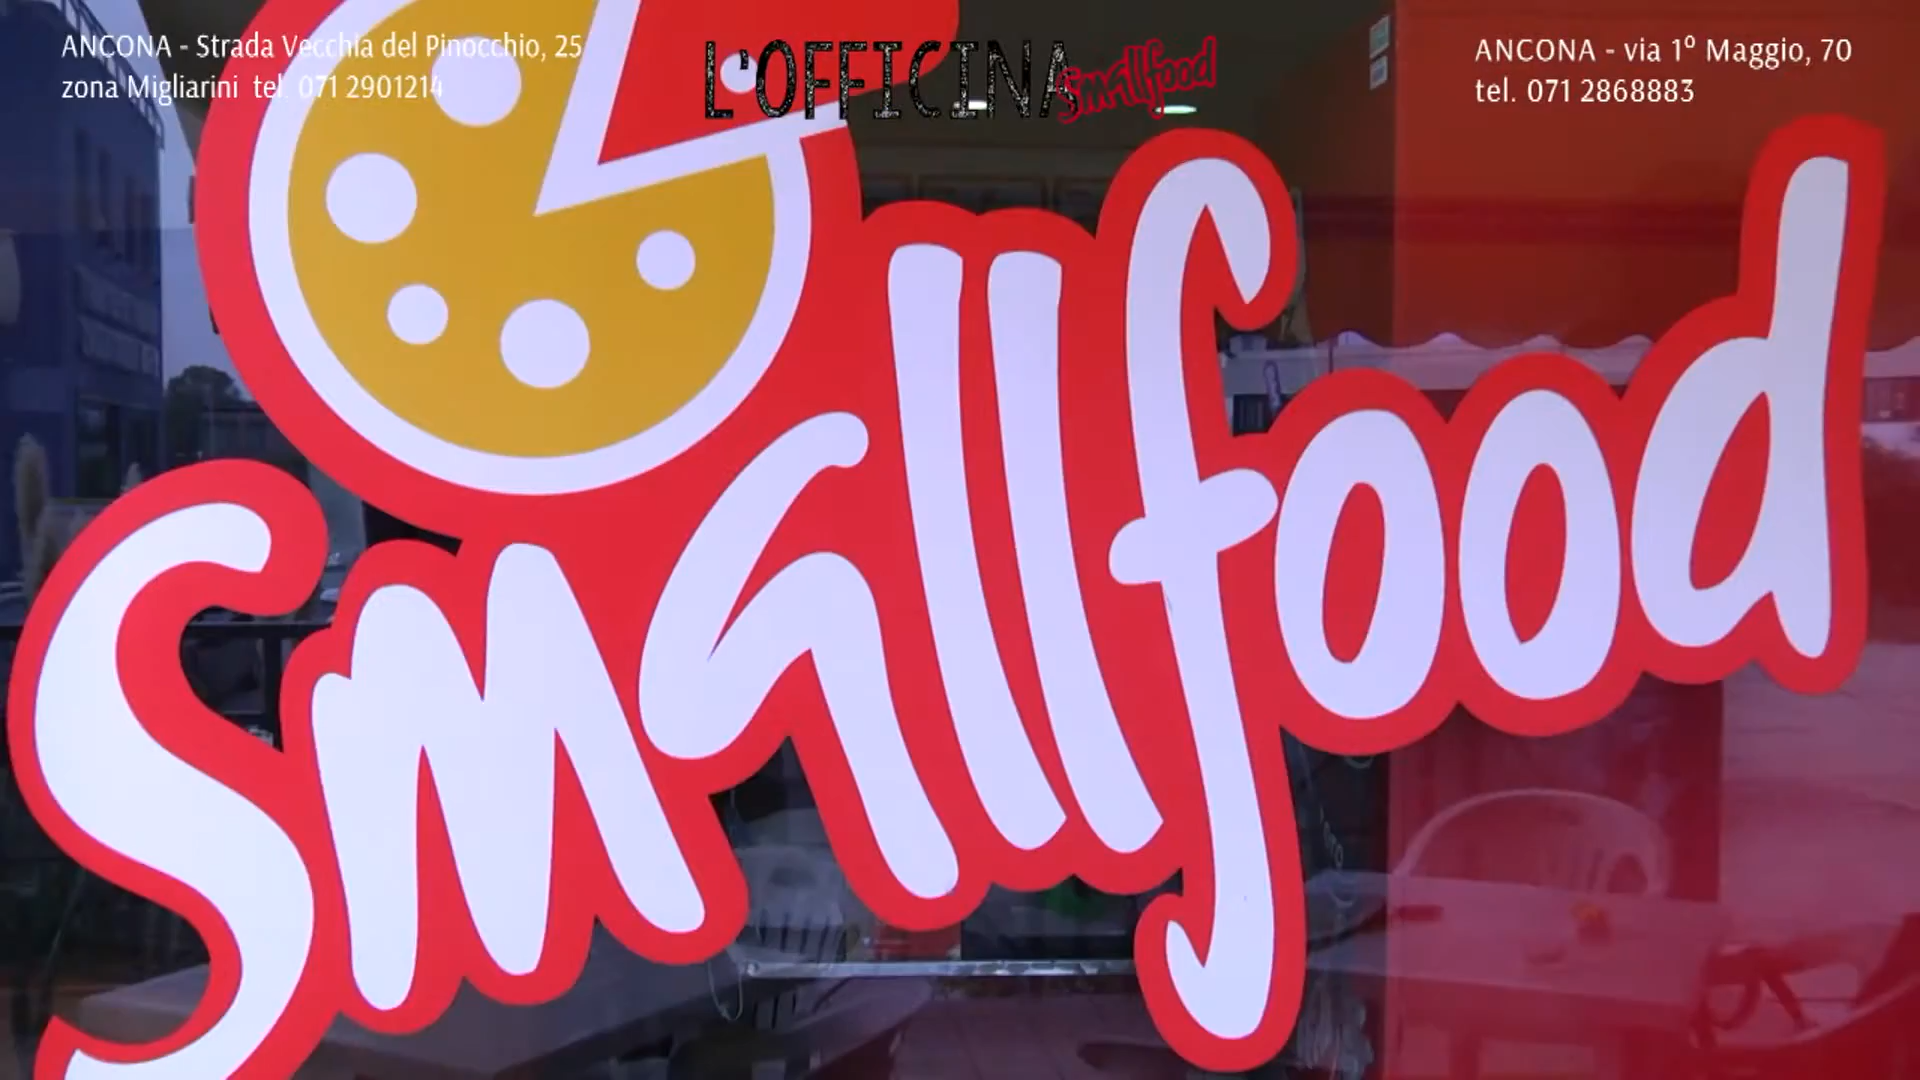 ANCONA - Strada Vecchia del Pinocchio, 25
zona Migliarini tel. 071 2901214
L'OFFICINA Smallfood
ANCONA - via 1º Maggio, 70
tel. 071 2868883
Smallfood